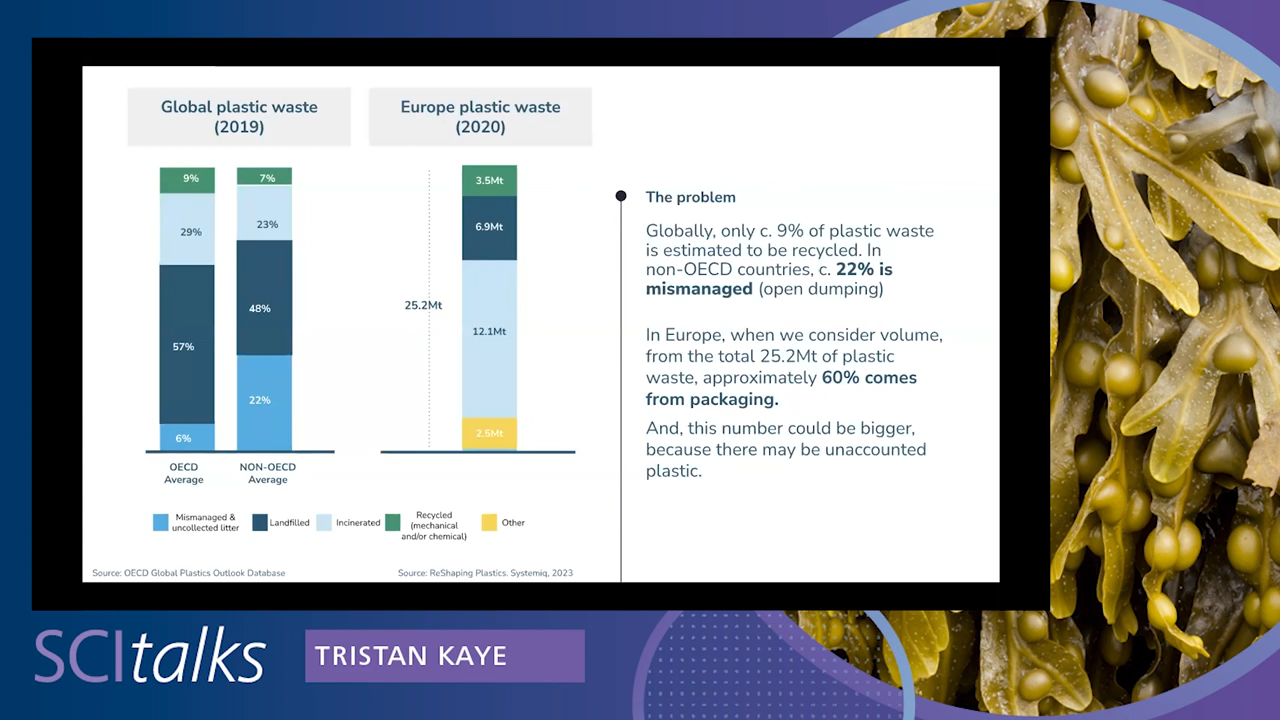 Global plastic waste
(2019)
Europe plastic waste
(2020)
9%
29%
57%
6%
7%
23%
48%
22%
OECD
Average
NON-OECD
Average
25.2Mt
3.5Mt
6.9Mt
12.1Mt
2.5Mt
Mismanaged &
uncollected litter
Landfilled
Incinerated
Recycled
(mechanical
and/or chemical)
Other
Source: OECD Global Plastics Outlook Database
Source: ReShaping Plastics. Systemiq, 2023
The problem
Globally, only c. 9% of plastic waste
is estimated to be recycled. In
non-OECD countries, c. 22% is
mismanaged (open dumping)
In Europe, when we consider volume,
from the total 25.2Mt of plastic
waste, approximately 60% comes
from packaging.
And, this number could be bigger,
because there may be unaccounted
plastic.
SCItalks
TRISTAN KAYE